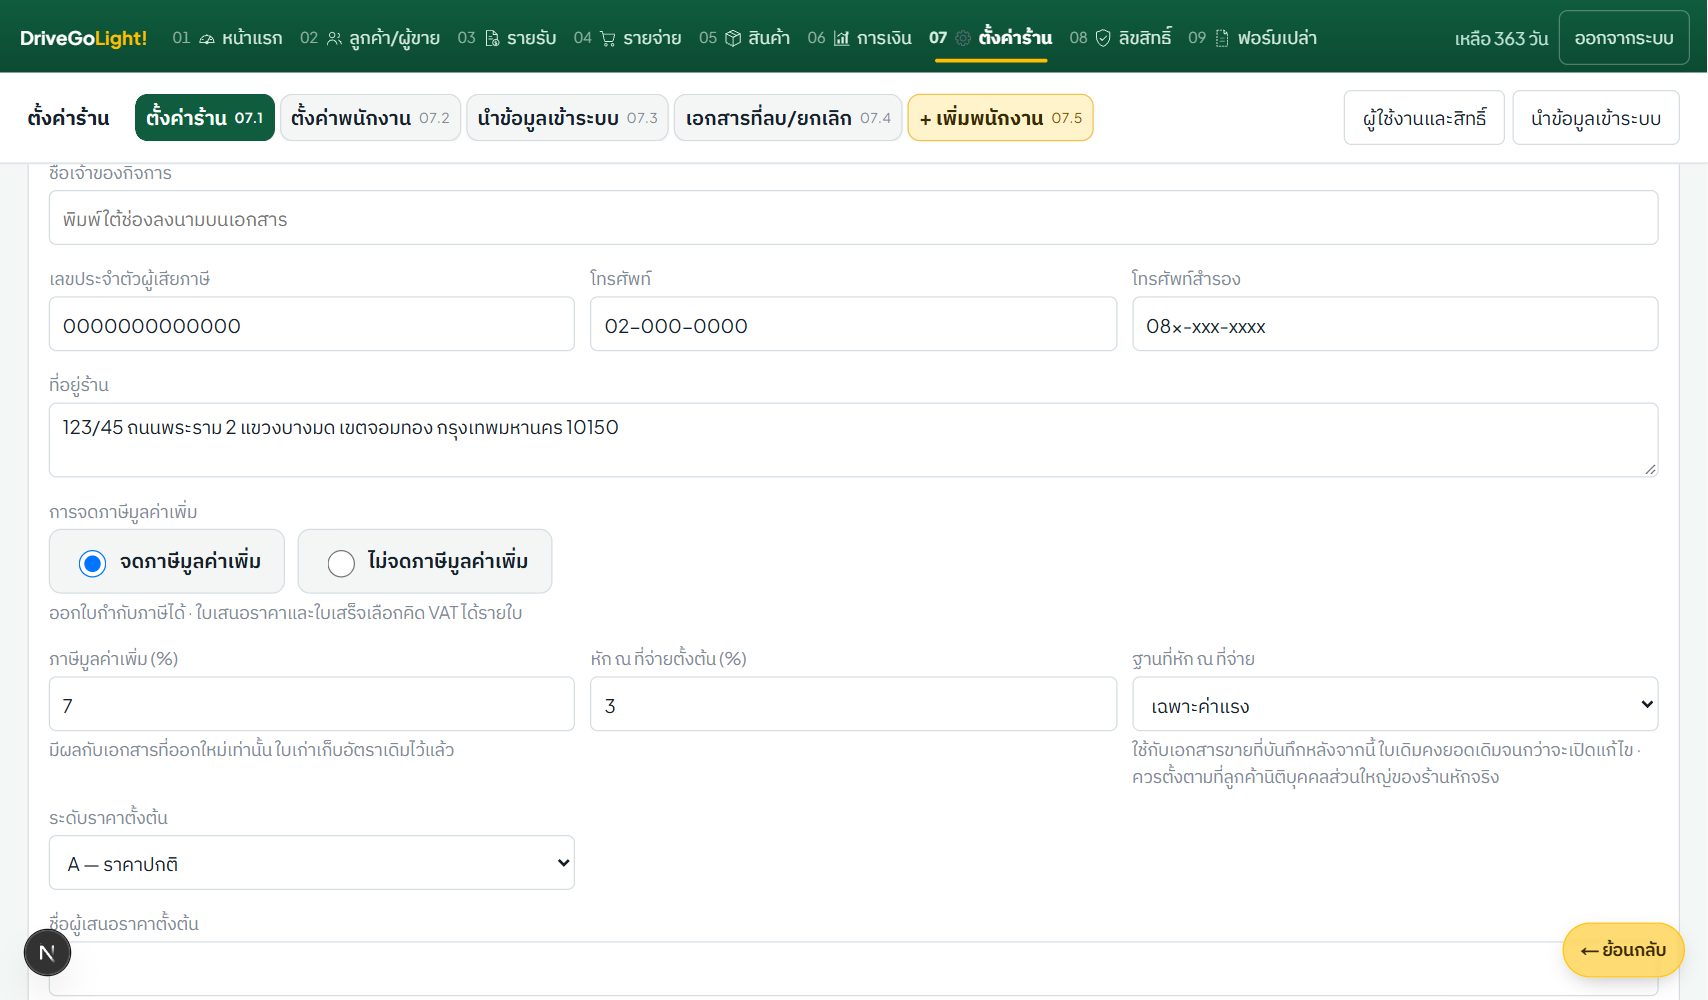 DriveGoLight!
01 หน้าแรก
02 ลูกค้า/ผู้ขาย
03 รายรับ
04 รายจ่าย
05 สินค้า
06 การเงิน
07 ตั้งค่าร้าน
08 ลิขสิทธิ์
09 ฟอร์มเปล่า
เหลือ 363 วัน
ออกจากระบบ
ตั้งค่าร้าน
ตั้งค่าร้าน 07.1
ตั้งค่าพนักงาน 07.2
นำข้อมูลเข้าระบบ 07.3
เอกสารที่ลบ/ยกเลิก 07.4
+ เพิ่มพนักงาน 07.5
ผู้ใช้งานและสิทธิ์
นำข้อมูลเข้าระบบ
ชื่อเจ้าของกิจการ
พิมพ์ใต้ช่องลงนามบนเอกสาร
เลขประจำตัวผู้เสียภาษี
โทรศัพท์
โทรศัพท์สำรอง
0000000000000
02-000-0000
08x-xxx-xxxx
ที่อยู่ร้าน
123/45 ถนนพระราม 2 แขวงบางมด เขตจอมทอง กรุงเทพมหานคร 10150
การจดภาษีมูลค่าเพิ่ม
จดภาษีมูลค่าเพิ่ม
ไม่จดภาษีมูลค่าเพิ่ม
ออกใบกำกับภาษีได้ · ใบเสนอราคาและใบเสร็จเลือกคิด VAT ได้รายใบ
ภาษีมูลค่าเพิ่ม (%)
หัก ณ ที่จ่ายตั้งต้น (%)
ฐานที่หัก ณ ที่จ่าย
7
3
เฉพาะค่าแรง
มีผลกับเอกสารที่ออกใหม่เท่านั้น ใบเก่าเก็บอัตราเดิมไว้แล้ว
ใช้กับเอกสารขายที่บันทึกหลังจากนี้ ใบเดิมคงยอดเดิมจนกว่าจะเปิดแก้ไข ·
ควรตั้งตามที่ลูกค้านิติบุคคลส่วนใหญ่ของร้านหักจริง
ระดับราคาตั้งต้น
A — ราคาปกติ
ชื่อผู้เสนอราคาตั้งต้น
N
← ย้อนกลับ